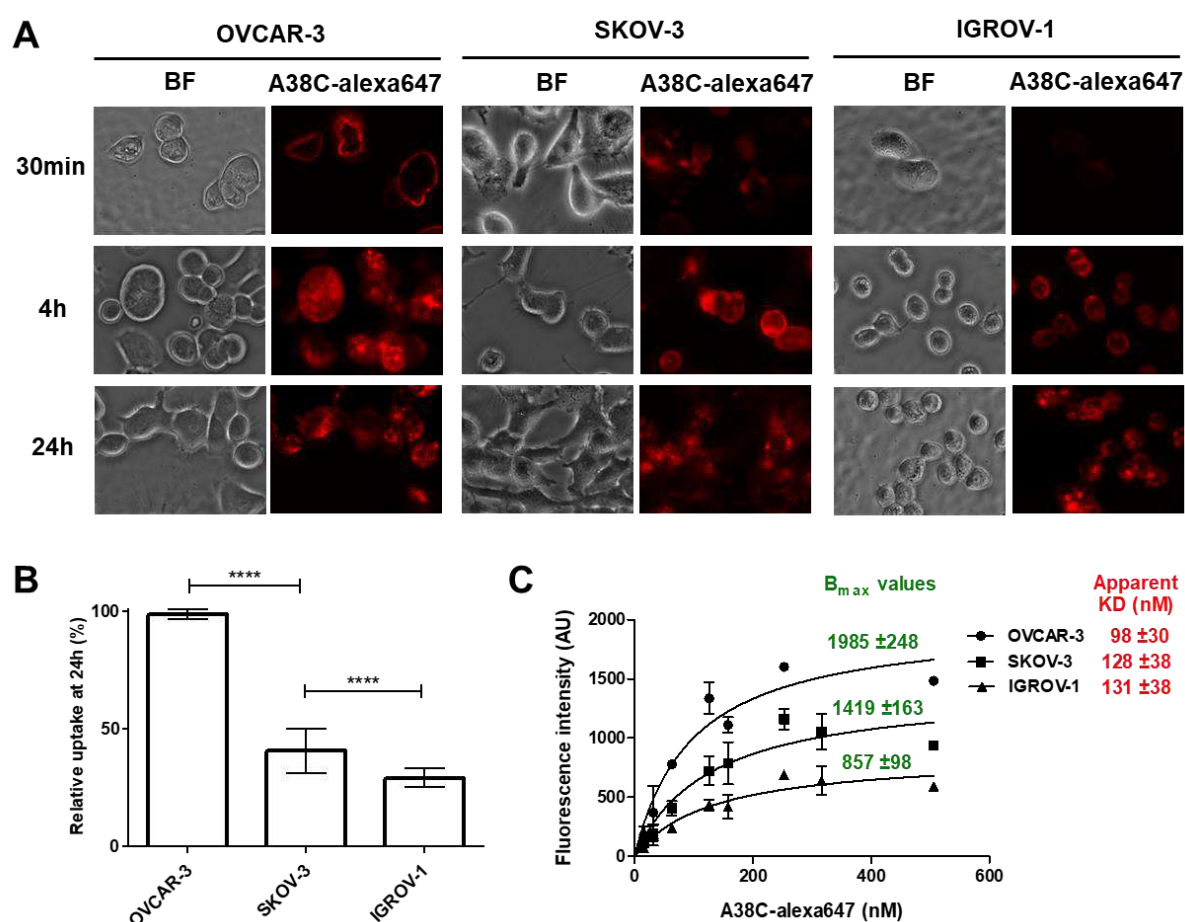 A
OVCAR-3
SKOV-3
IGROV-1
BF
A38C-alexa647
BF
A38C-alexa647
BF
A38C-alexa647
30min
4h
24h
B
****
****
Relative uptake at 24h (%)
100
50
0
OVCAR-3
SKOV-3
IGROV-1
C
Bmax values
Apparent
KD (nM)
OVCAR-3 98 ±30
SKOV-3 128 ±38
IGROV-1 131 ±38
1985 ±248
1419 ±163
857 ±98
Fluorescence intensity (AU)
2000
1500
1000
500
0
0 200 400 600
A38C-alexa647 (nM)